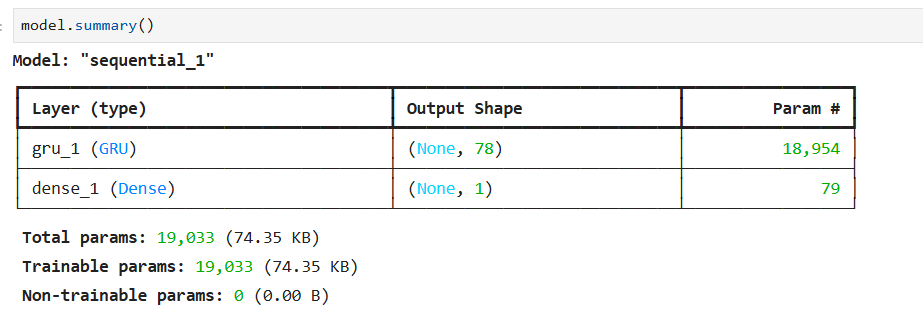 model.summary()
Model: "sequential_1"
Layer (type) Output Shape Param #
gru_1 (GRU) (None, 78) 18,954
dense_1 (Dense) (None, 1) 79
Total params: 19,033 (74.35 KB)
Trainable params: 19,033 (74.35 KB)
Non-trainable params: 0 (0.00 B)